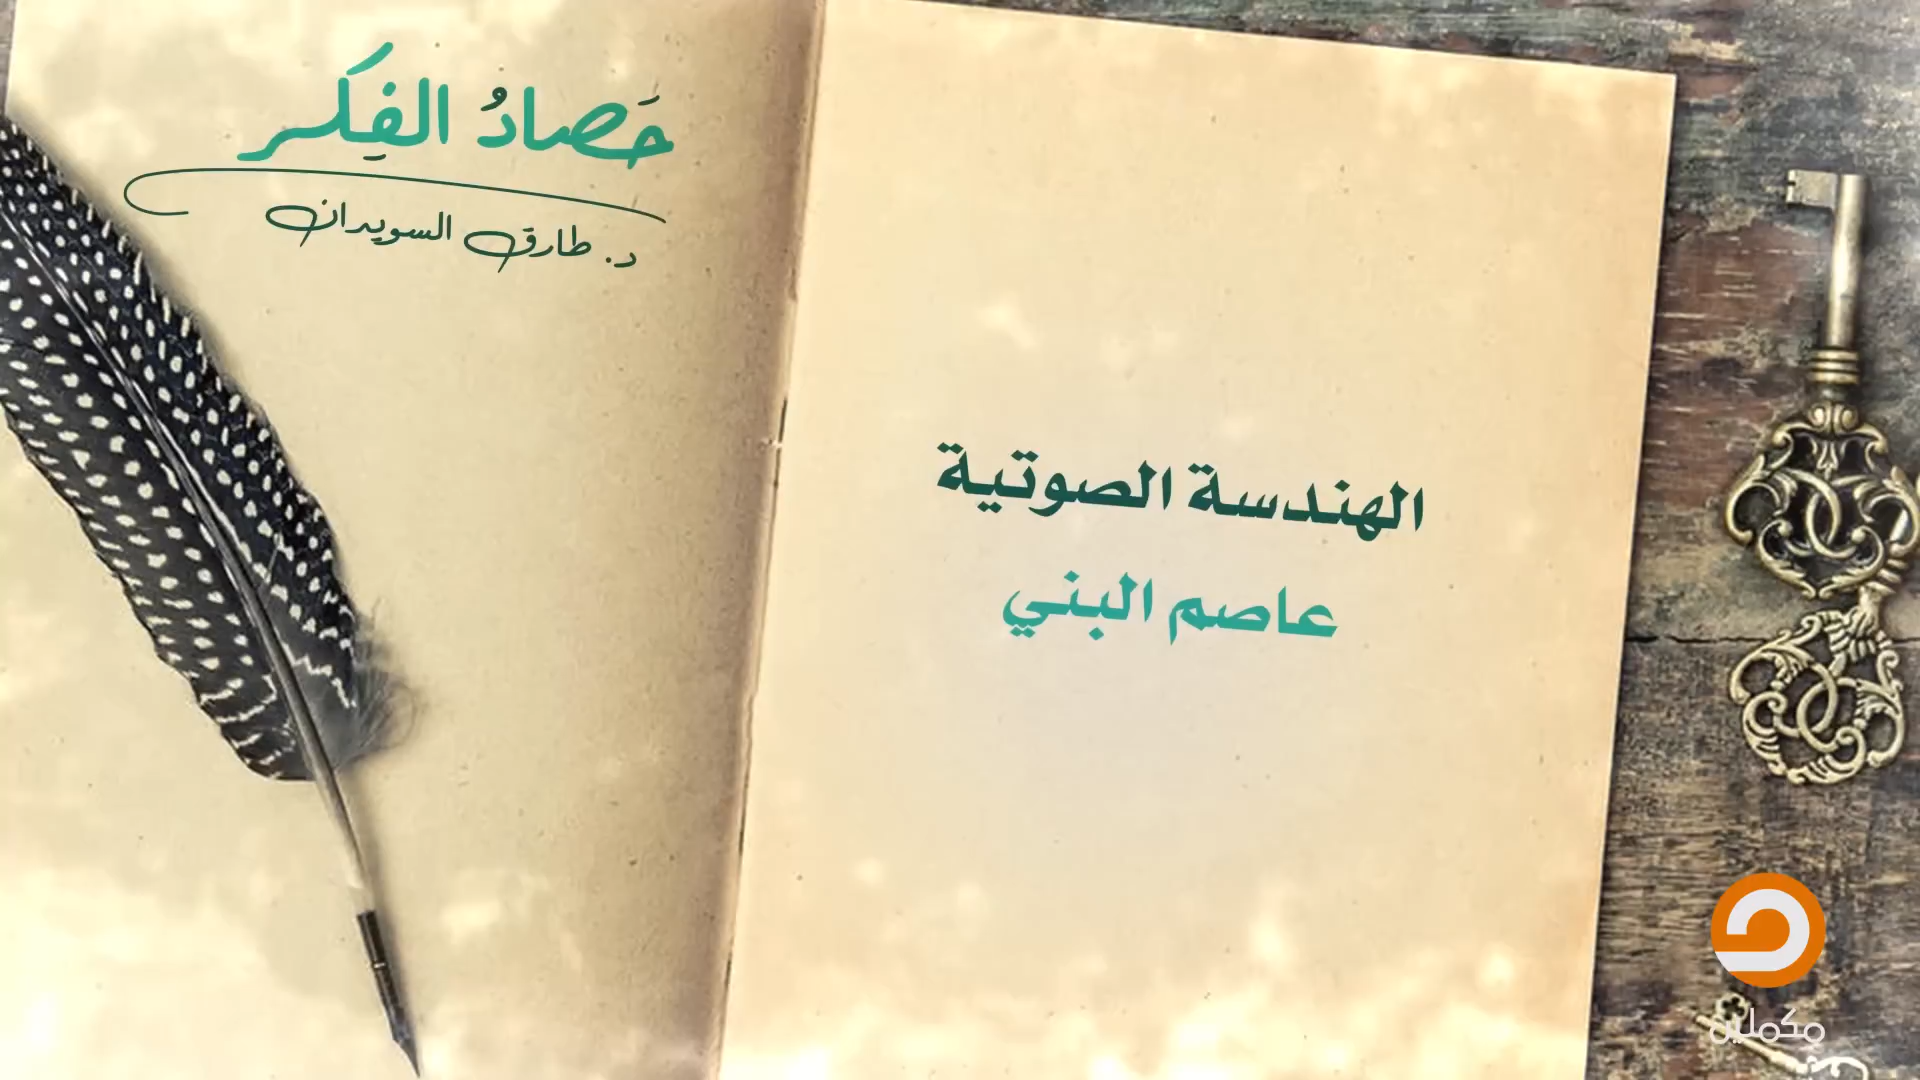 حَصادُ الفِكر
د. طارق السويدان
الهندسة الصوتية
عاصم البني
مكملين